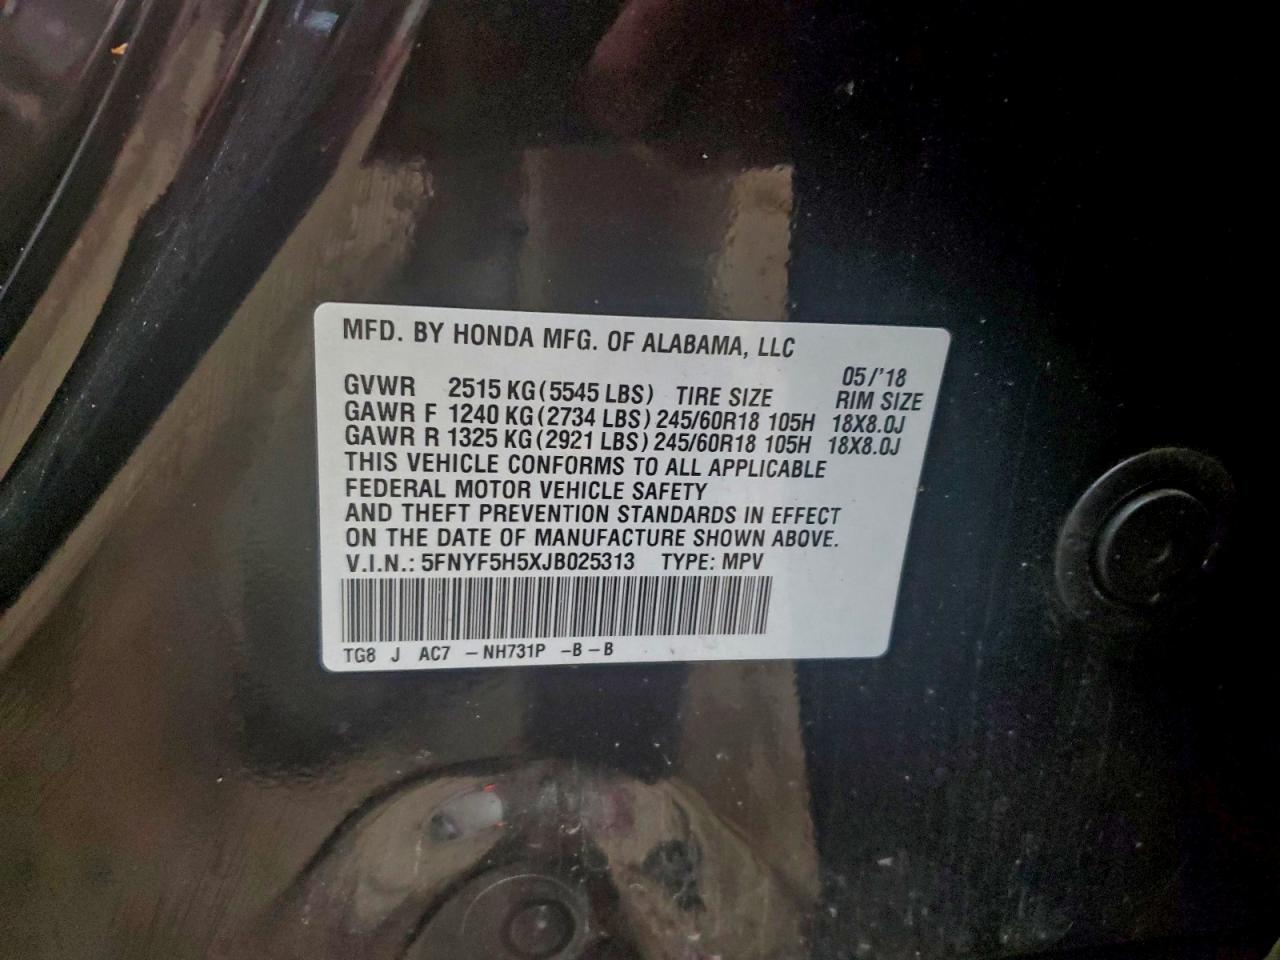 MFD. BY HONDA MFG. OF ALABAMA, LLC
05/'18
GVWR 2515 KG (5545 LBS) TIRE SIZE RIM SIZE
GAWR F 1240 KG (2734 LBS) 245/60R18 105H 18X8.0J
GAWR R 1325 KG (2921 LBS) 245/60R18 105H 18X8.0J
THIS VEHICLE CONFORMS TO ALL APPLICABLE
FEDERAL MOTOR VEHICLE SAFETY
AND THEFT PREVENTION STANDARDS IN EFFECT
ON THE DATE OF MANUFACTURE SHOWN ABOVE.
V.I.N.: 5FNYF5H5XJB025313 TYPE: MPV
TG8 J AC7 -NH731P -B-B